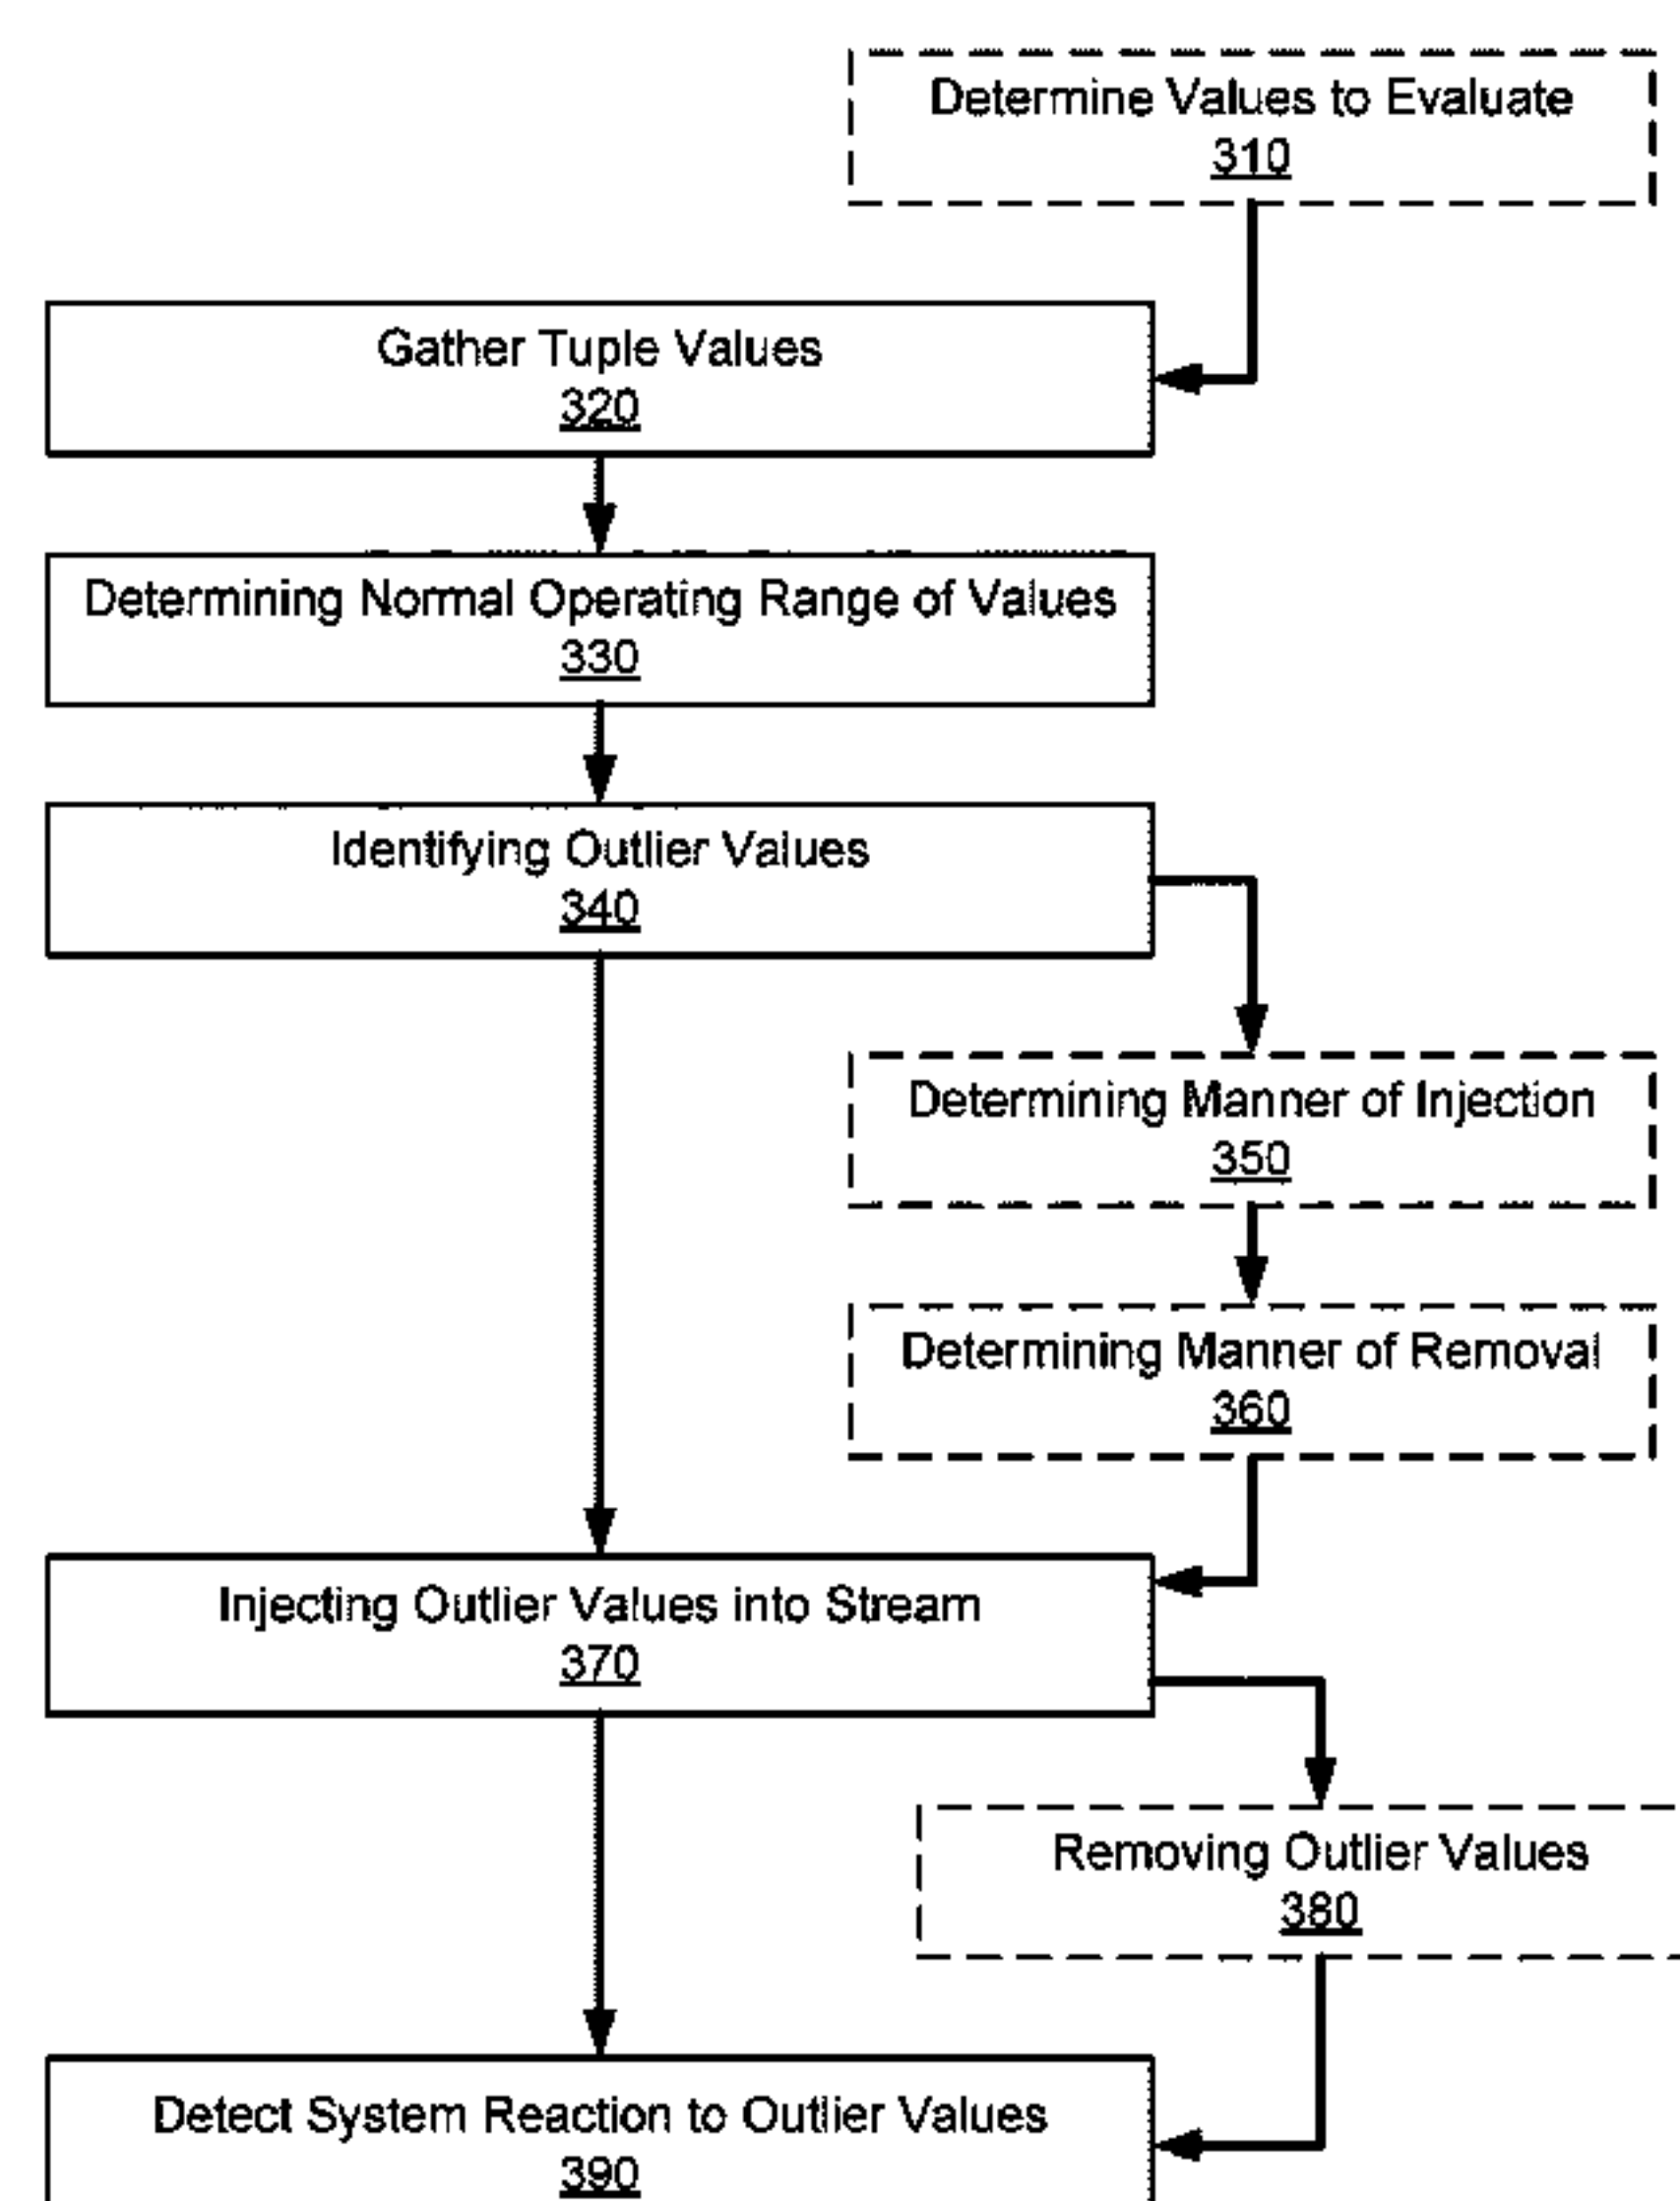 Determine Values to Evaluate
310
Gather Tuple Values
320
Determining Normal Operating Range of Values
330
Identifying Outlier Values
340
Determining Manner of Injection
350
Determining Manner of Removal
360
Injecting Outlier Values into Stream
370
Removing Outlier Values
380
Detect System Reaction to Outlier Values
390